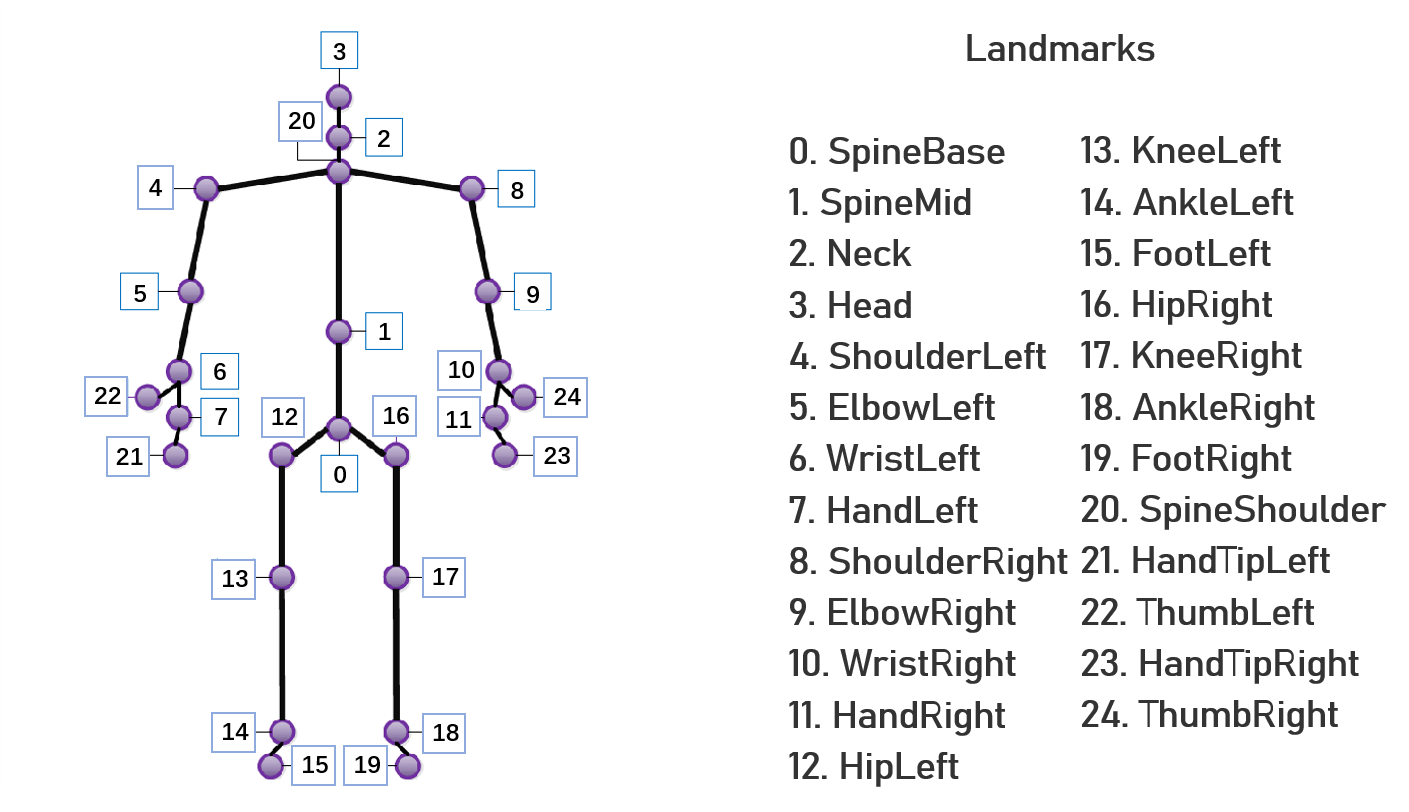 3
20
2
4
8
5
9
1
6
10
22
24
7
11
12
16
21
23
0
13
17
14
18
15
19
Landmarks
0. SpineBase
1. SpineMid
2. Neck
3. Head
4. ShoulderLeft
5. ElbowLeft
6. WristLeft
7. HandLeft
8. ShoulderRight
9. ElbowRight
10. WristRight
11. HandRight
12. HipLeft
13. KneeLeft
14. AnkleLeft
15. FootLeft
16. HipRight
17. KneeRight
18. AnkleRight
19. FootRight
20. SpineShoulder
21. HandTipLeft
22. ThumbLeft
23. HandTipRight
24. ThumbRight